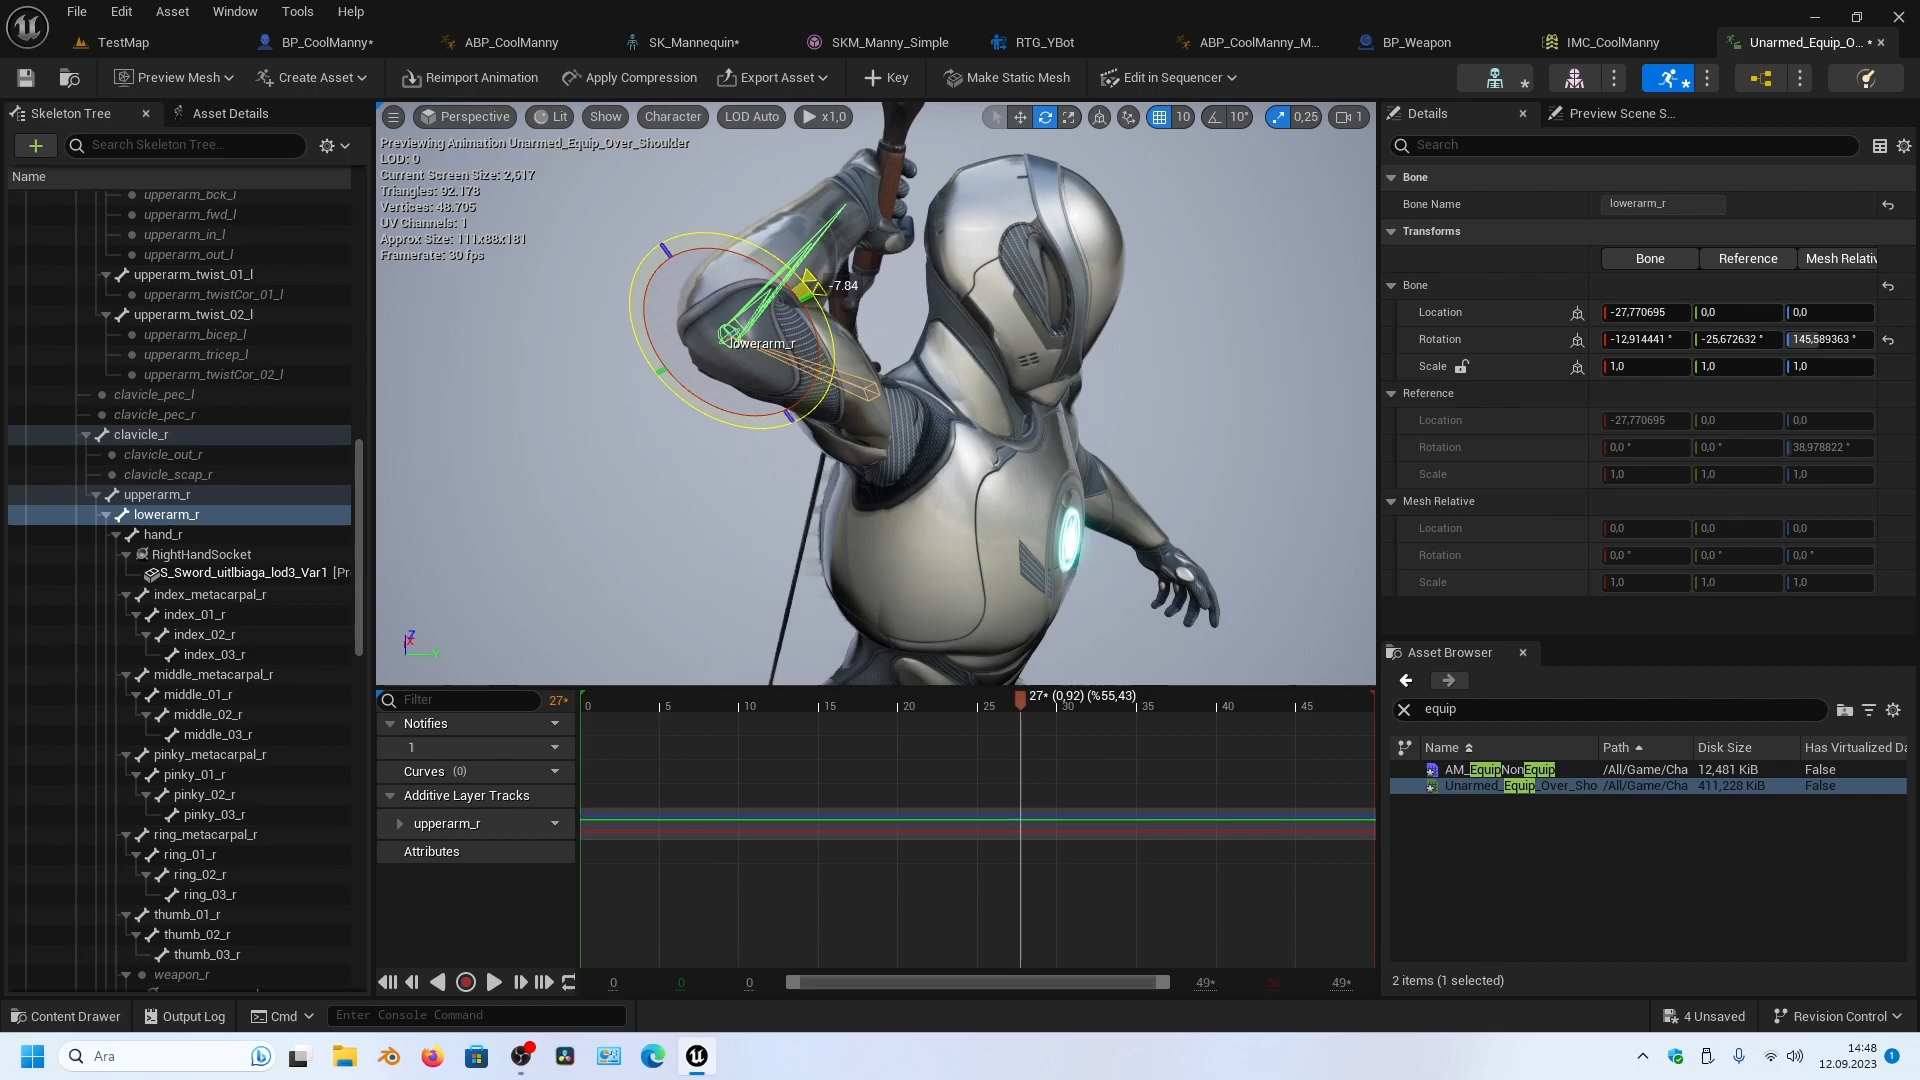 File Edit Asset Window Tools Help
TestMap BP_CoolManny* ABP_CoolManny SK_Mannequin* SKM_Manny_Simple RTG_YBot ABP_CoolManny_M... BP_Weapon IMC_CoolManny Unarmed_Equip_O... *
Preview Mesh Create Asset Reimport Animation Apply Compression Export Asset Key Make Static Mesh Edit in Sequencer
Skeleton Tree Asset Details
Search Skeleton Tree...
Name
upperarm_bck_l
upperarm_fwd_l
upperarm_in_l
upperarm_out_l
upperarm_twist_01_l
upperarm_twistCor_01_l
upperarm_twist_02_l
upperarm_bicep_l
upperarm_tricep_l
upperarm_twistCor_02_l
clavicle_pec_l
clavicle_pec_r
clavicle_r
clavicle_out_r
clavicle_scap_r
upperarm_r
lowerarm_r
hand_r
RightHandSocket
S_Sword_uitlbiaga_lod3_Var1 [Pr
index_metacarpal_r
index_01_r
index_02_r
index_03_r
middle_metacarpal_r
middle_01_r
middle_02_r
middle_03_r
pinky_metacarpal_r
pinky_01_r
pinky_02_r
pinky_03_r
ring_metacarpal_r
ring_01_r
ring_02_r
ring_03_r
thumb_01_r
thumb_02_r
thumb_03_r
weapon_r
Perspective Lit Show Character LOD Auto x1,0 10 10° 0,25 1
Previewing Animation Unarmed_Equip_Over_Shoulder
LOD: 0
Current Screen Size: 2,617
Triangles: 92.178
Vertices: 48.705
UV Channels: 1
Approx Size: 111x88x181
Framerate: 30 fps
-7.84
lowerarm_r
Z
X
Y
Filter 27*
27* (0,92) (%55,43)
0 5 10 15 20 25 30 35 40 45
Notifies
1
Curves (0)
Additive Layer Tracks
upperarm_r
Attributes
0 0 0 49* 50 49*
Details Preview Scene S...
Search
Bone
Bone Name lowerarm_r
Transforms
Bone Reference Mesh Relativ
Bone
Location -27,770695 0,0 0,0
Rotation -12,914441 ° -25,672632 ° 145,589363 °
Scale 1,0 1,0 1,0
Reference
Location -27,770695 0,0 0,0
Rotation 0,0 ° 0,0 ° 38,978822 °
Scale 1,0 1,0 1,0
Mesh Relative
Location 0,0 0,0 0,0
Rotation 0,0 ° 0,0 ° 0,0 °
Scale 1,0 1,0 1,0
Asset Browser
equip
Name Path Disk Size Has Virtualized Da
AM_EquipNonEquip /All/Game/Cha 12,481 KiB False
Unarmed_Equip_Over_Sho /All/Game/Cha 411,228 KiB False
2 items (1 selected)
Content Drawer Output Log Cmd Enter Console Command 4 Unsaved Revision Control
Ara
14:48
12.09.2023
1